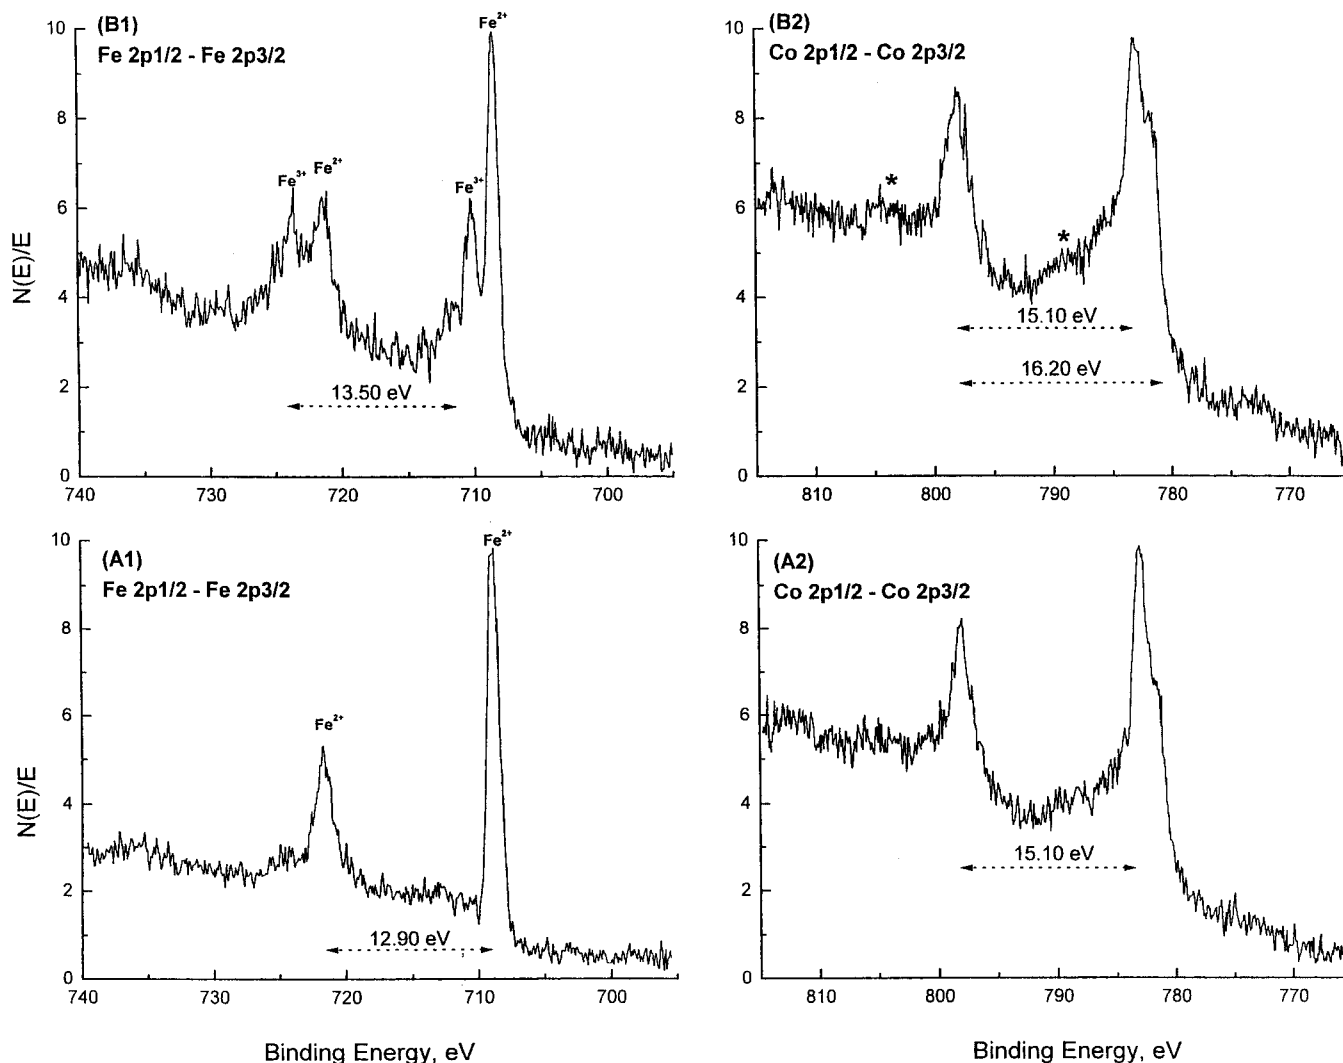 (B1)
Fe 2p1/2 - Fe 2p3/2
Fe2+
Fe3+
Fe2+
Fe3+
13.50 eV
N(E)/E
10
8
6
4
2
0
740
730
720
710
700
(B2)
Co 2p1/2 - Co 2p3/2
*
*
15.10 eV
16.20 eV
10
8
6
4
2
0
810
800
790
780
770
(A1)
Fe 2p1/2 - Fe 2p3/2
Fe2+
Fe2+
12.90 eV
N(E)/E
10
8
6
4
2
0
740
730
720
710
700
Binding Energy, eV
(A2)
Co 2p1/2 - Co 2p3/2
15.10 eV
10
8
6
4
2
0
810
800
790
780
770
Binding Energy, eV